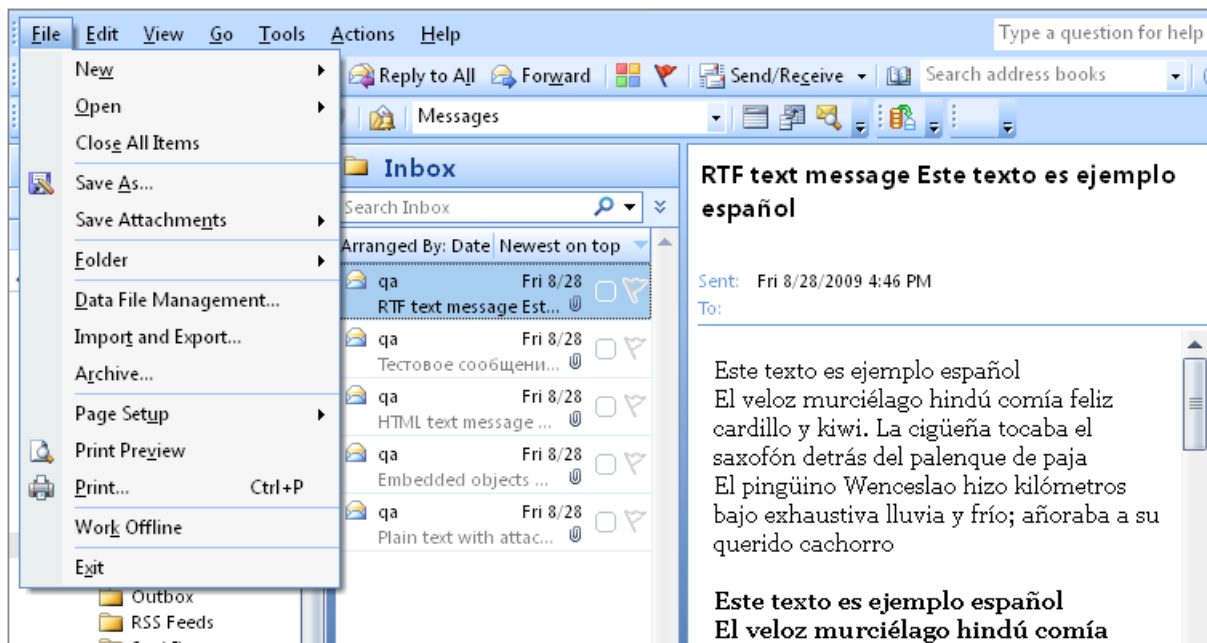 File Edit View Go Tools Actions Help
Type a question for help
New
Open
Close All Items
Save As...
Save Attachments
Folder
Data File Management...
Import and Export...
Archive...
Page Setup
Print Preview
Print... Ctrl+P
Work Offline
Exit
Outbox
RSS Feeds
Reply to All Forward Send/Receive Search address books
Messages
Inbox
Search Inbox
Arranged By: Date Newest on top
qa Fri 8/28
RTF text message Est...
qa Fri 8/28
Тестовое сообщени...
qa Fri 8/28
HTML text message ...
qa Fri 8/28
Embedded objects ...
qa Fri 8/28
Plain text with attac...
RTF text message Este texto es ejemplo
español
Sent: Fri 8/28/2009 4:46 PM
To:
Este texto es ejemplo español
El veloz murciélago hindú comía feliz
cardillo y kiwi. La cigüeña tocaba el
saxofón detrás del palenque de paja
El pingüino Wenceslao hizo kilómetros
bajo exhaustiva lluvia y frío; añoraba a su
querido cachorro
Este texto es ejemplo español
El veloz murciélago hindú comía